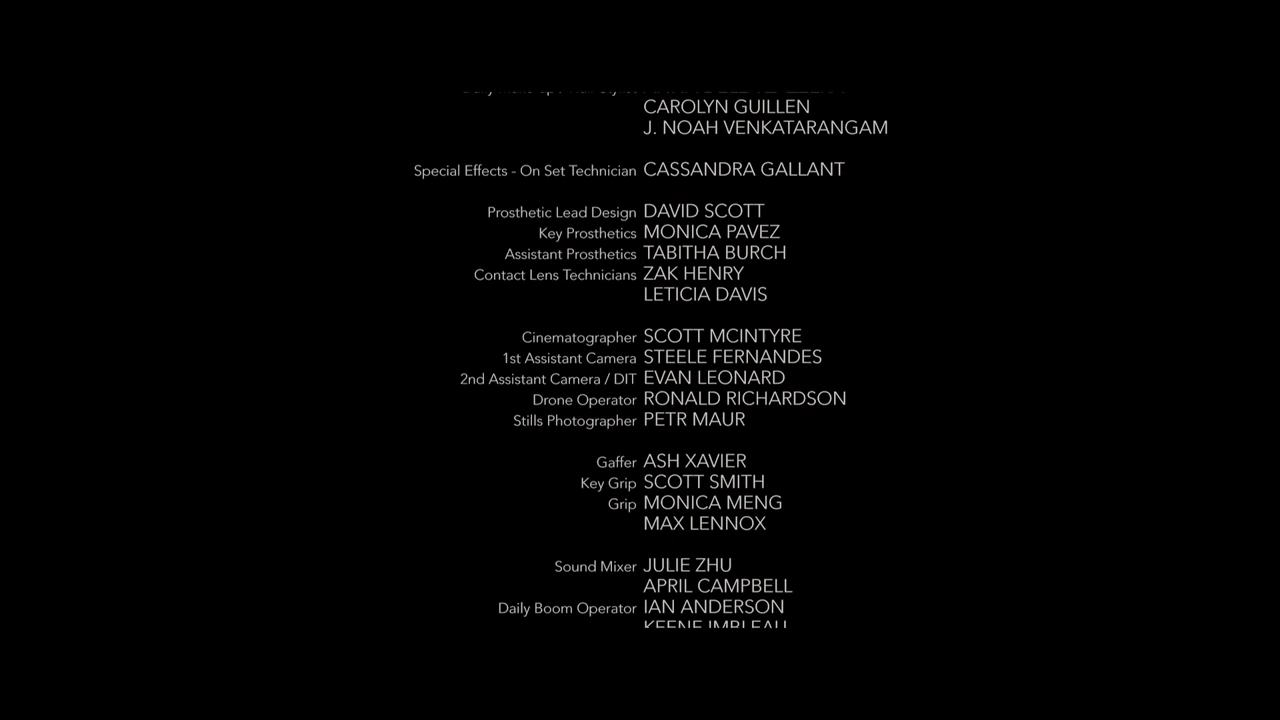 CAROLYN GUILLEN
J. NOAH VENKATARANGAM
Special Effects - On Set Technician CASSANDRA GALLANT
Prosthetic Lead Design DAVID SCOTT
Key Prosthetics MONICA PAVEZ
Assistant Prosthetics TABITHA BURCH
Contact Lens Technicians ZAK HENRY
LETICIA DAVIS
Cinematographer SCOTT MCINTYRE
1st Assistant Camera STEELE FERNANDES
2nd Assistant Camera / DIT EVAN LEONARD
Drone Operator RONALD RICHARDSON
Stills Photographer PETR MAUR
Gaffer ASH XAVIER
Key Grip SCOTT SMITH
Grip MONICA MENG
MAX LENNOX
Sound Mixer JULIE ZHU
APRIL CAMPBELL
Daily Boom Operator IAN ANDERSON